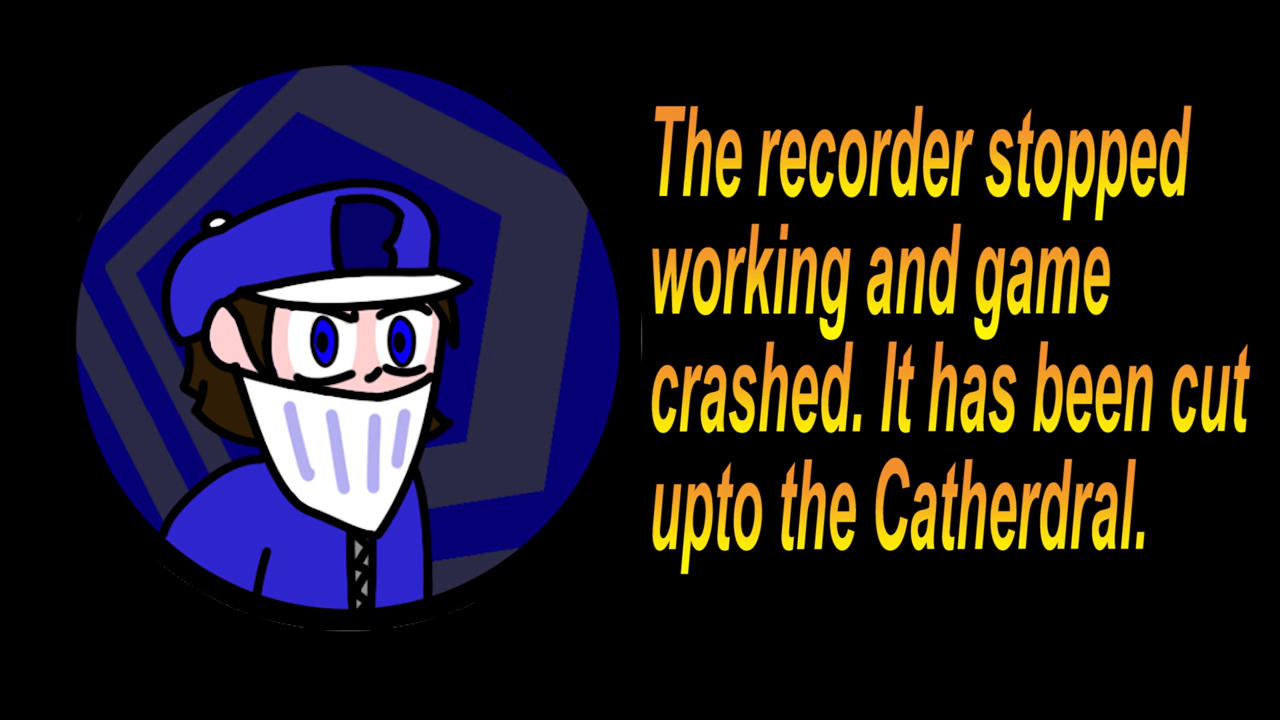 The recorder stopped
working and game
crashed. It has been cut
upto the Catherdral.